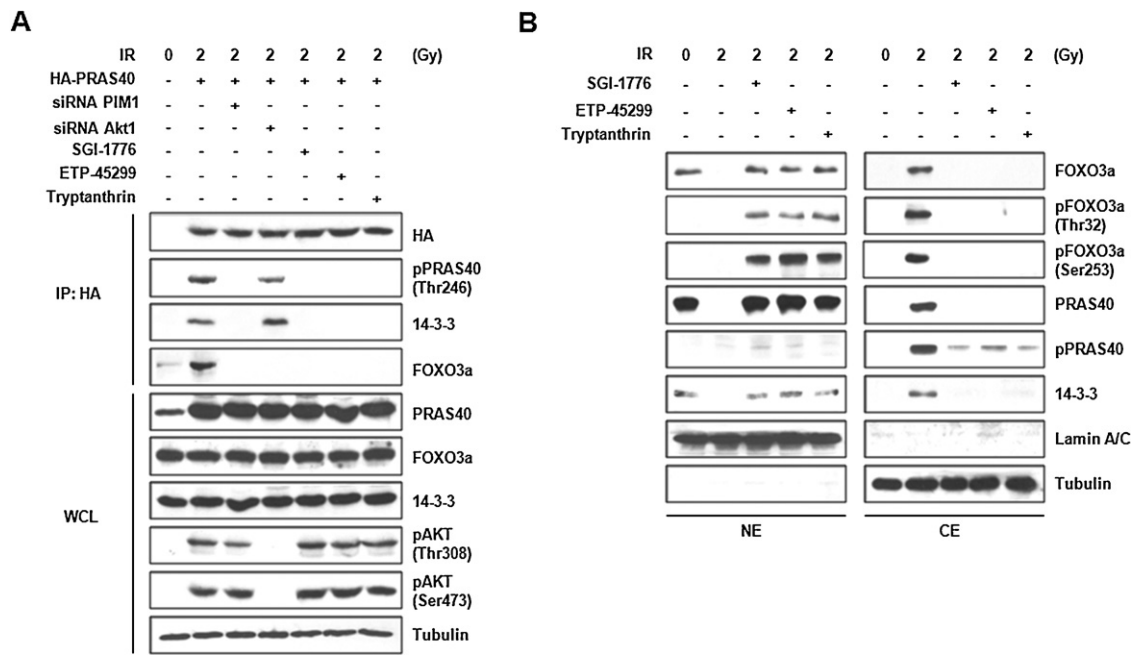 A
IR 0 2 2 2 2 2 2 (Gy)
HA-PRAS40 - + + + + + +
siRNA PIM1 - - + - - - -
siRNA Akt1 - - - + - - -
SGI-1776 - - - - + - -
ETP-45299 - - - - - + -
Tryptanthrin - - - - - - +
IP: HA
HA
pPRAS40
(Thr246)
14-3-3
FOXO3a
WCL
PRAS40
FOXO3a
14-3-3
pAKT
(Thr308)
pAKT
(Ser473)
Tubulin
B
IR 0 2 2 2 2 0 2 2 2 2 (Gy)
SGI-1776 - - + - - - - + - -
ETP-45299 - - - + - - - - + -
Tryptanthrin - - - - + - - - - +
FOXO3a
pFOXO3a
(Thr32)
pFOXO3a
(Ser253)
PRAS40
pPRAS40
14-3-3
Lamin A/C
Tubulin
NE CE